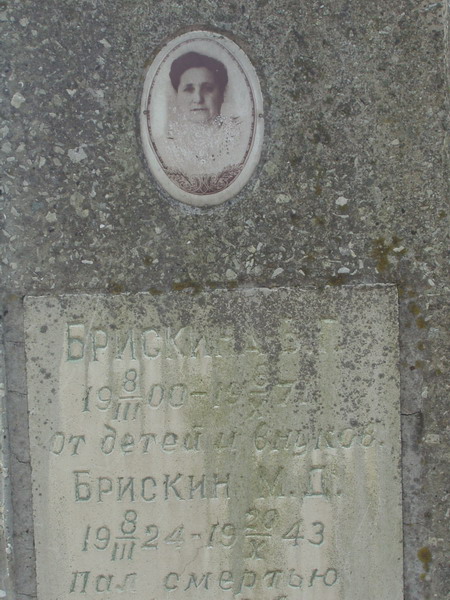 Брискина Б.Г.
19 8/III 00 - 19 /X 7
от детей и внуков.
Брискин М.Д.
19 8/III 24 - 19 20/X 43
пал смертью